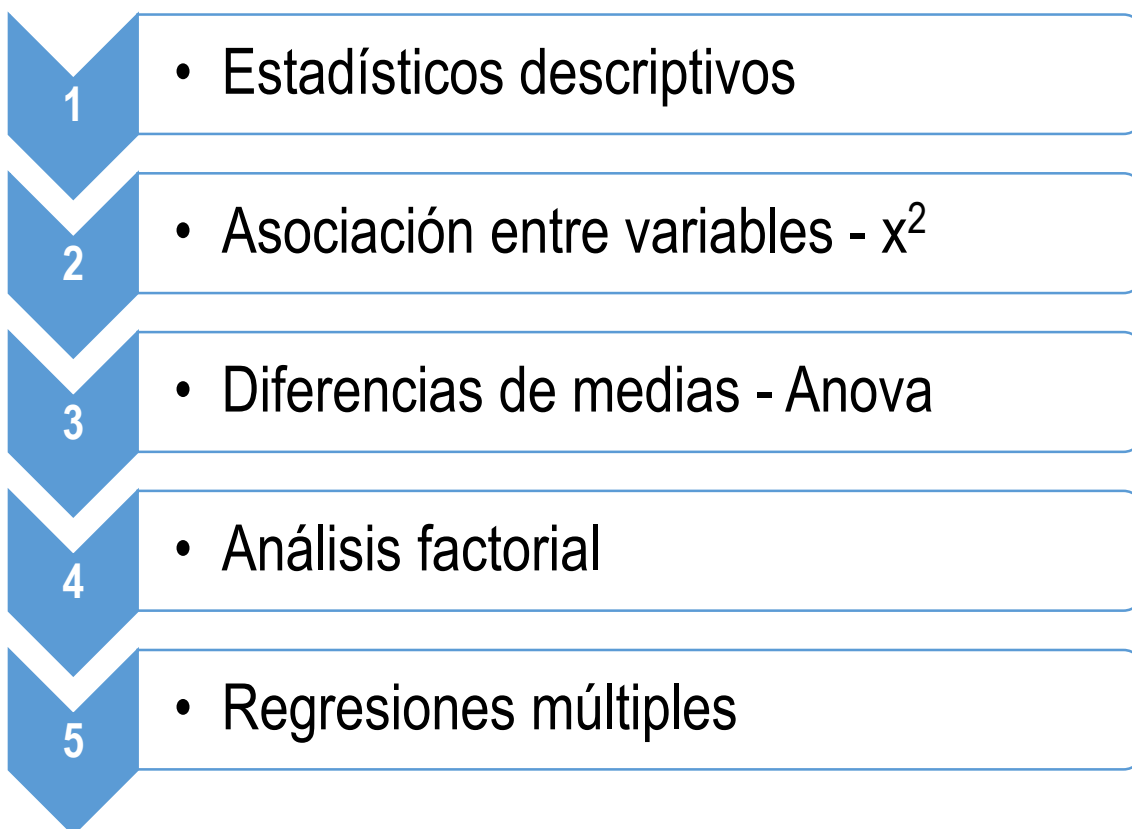 1
• Estadísticos descriptivos
2
• Asociación entre variables - x²
3
• Diferencias de medias - Anova
4
• Análisis factorial
5
• Regresiones múltiples